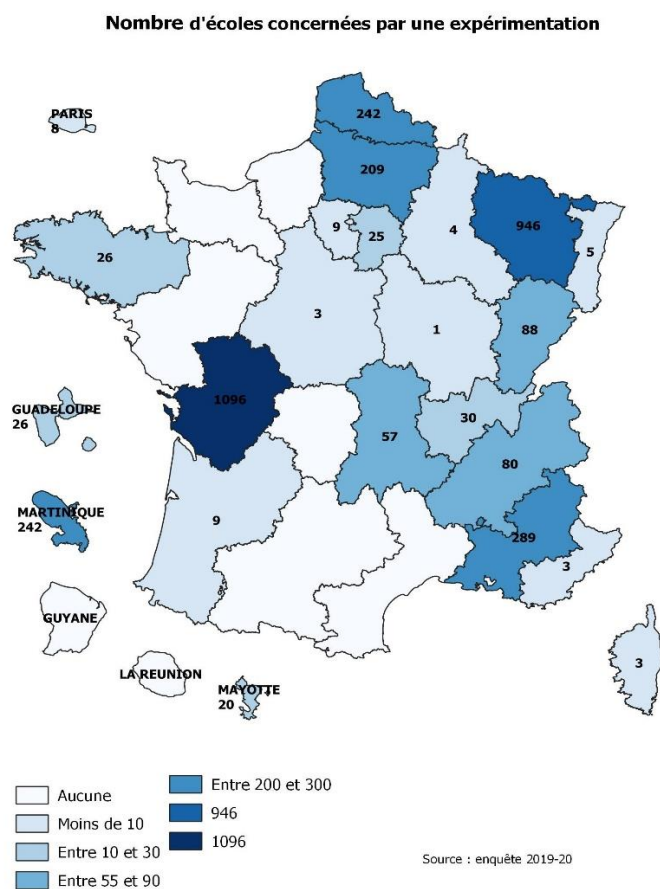 Nombre d'écoles concernées par une expérimentation
PARIS
8
242
209
9
25
4
946
5
26
3
1
88
1096
GUADELOUPE
26
57
30
80
MARTINIQUE
242
9
289
3
GUYANE
LA REUNION
MAYOTTE
20
3
Aucune
Moins de 10
Entre 10 et 30
Entre 55 et 90
Entre 200 et 300
946
1096
Source : enquête 2019-20